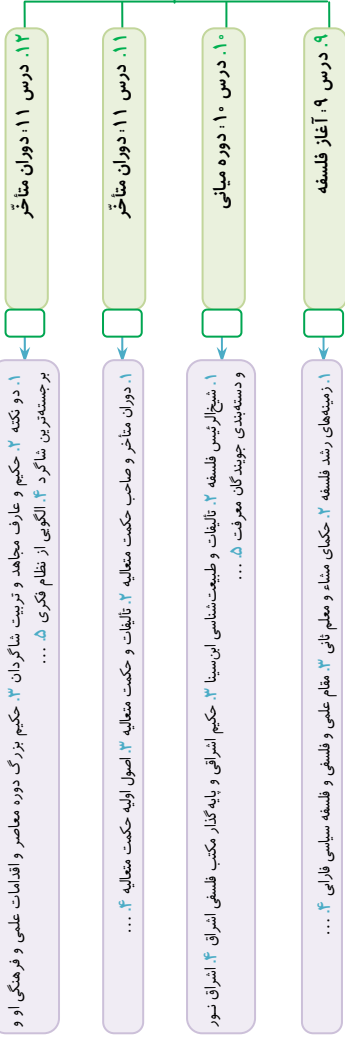 ۹. درس ۹: آغاز فلسفه
۱. زمینه‌های رشد فلسفه ۲. حکمای مشاء و معلم ثانی ۳. مقام علمی و فلسفی و فلسفه سیاسی فارابی ۴. ...
۱۰. درس ۱۰: دوره میانی
۱. شیخ‌الرئیس فلسفه ۲. تألیفات و طبیعت‌شناسی ابن‌سینا ۳. حکیم اشراقی و پایه‌گذار مکتب فلسفی اشراق ۴. اشراق نور
و دسته‌بندی جویندگان معرفت ۵. ...
۱۱. درس ۱۱: دوران متأخّر
۱. دوران متأخر و صاحب حکمت متعالیه ۲. تألیفات و حکمت متعالیه ۳. اصول اولیه حکمت متعالیه ۴. ...
۱۲. درس ۱۱: دوران متأخّر
۱. دو نکته ۲. حکیم و عارف مجاهد و تربیت شاگردان ۳. حکیم بزرگ دوره معاصر و اقدامات علمی و فرهنگی او و
برجسته‌ترین شاگرد ۴. الگویی از نظام فکری ۵. ...